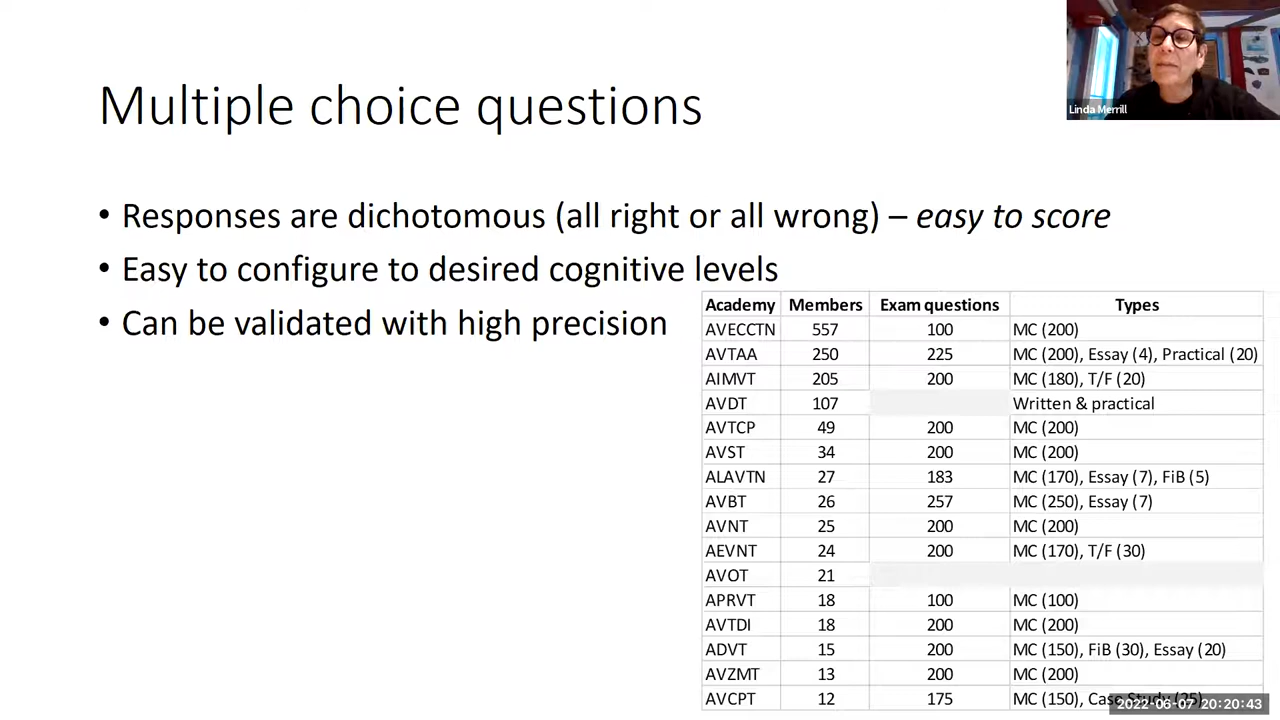 Linda Merrill
Multiple choice questions
• Responses are dichotomous (all right or all wrong) – easy to score
• Easy to configure to desired cognitive levels
• Can be validated with high precision
Academy Members Exam questions Types
AVECCTN 557 100 MC (200)
AVTAA 250 225 MC (200), Essay (4), Practical (20)
AIMVT 205 200 MC (180), T/F (20)
AVDT 107 Written & practical
AVTCP 49 200 MC (200)
AVST 34 200 MC (200)
ALAVTN 27 183 MC (170), Essay (7), FiB (5)
AVBT 26 257 MC (250), Essay (7)
AVNT 25 200 MC (200)
AEVNT 24 200 MC (170), T/F (30)
AVOT 21
APRVT 18 100 MC (100)
AVTDI 18 200 MC (200)
ADVT 15 200 MC (150), FiB (30), Essay (20)
AVZMT 13 200 MC (200)
AVCPT 12 175 MC (150), Case Study (25)
2022-06-07 20:20:43